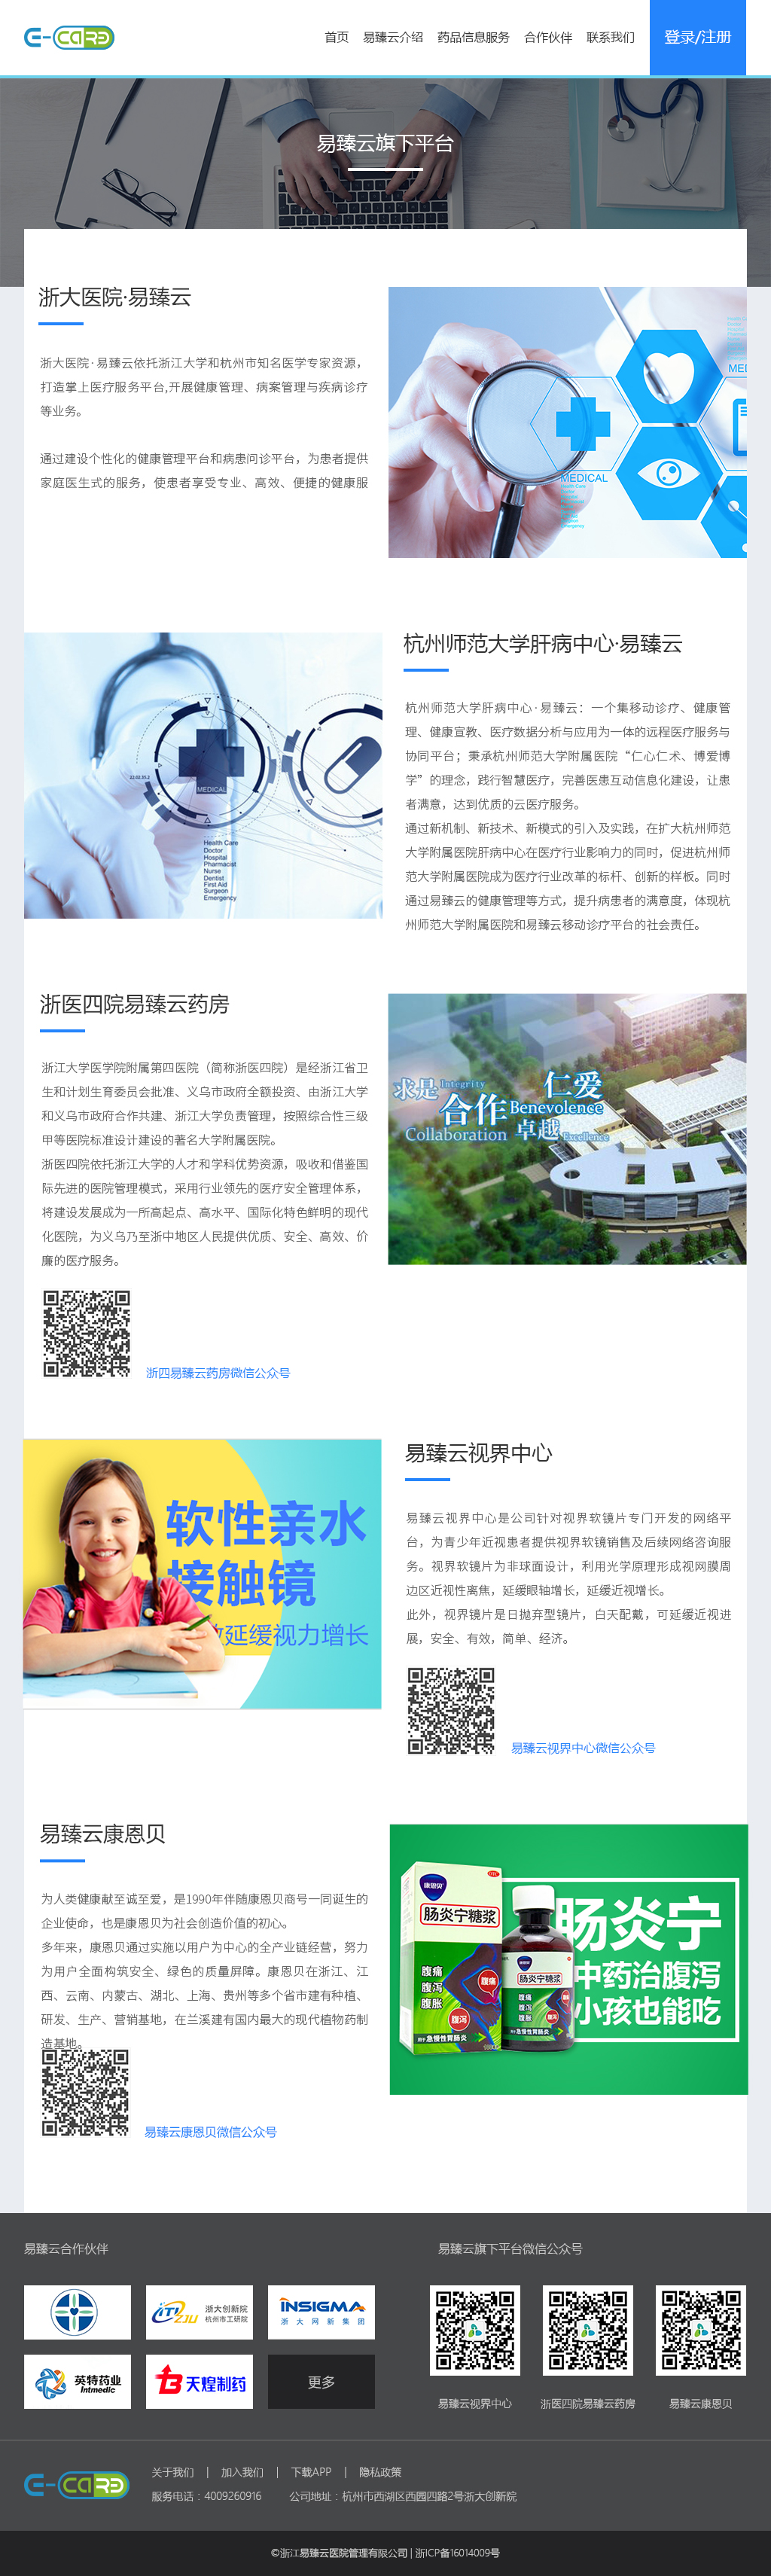 e-caRD
首页 易臻云介绍 药品信息服务 合作伙伴 联系我们 登录/注册
易臻云旗下平台
浙大医院·易臻云
浙大医院·易臻云依托浙江大学和杭州市知名医学专家资源，
打造掌上医疗服务平台,开展健康管理、病案管理与疾病诊疗
等业务。
通过建设个性化的健康管理平台和病患问诊平台，为患者提供
家庭医生式的服务，使患者享受专业、高效、便捷的健康服
MEDICAL
杭州师范大学肝病中心·易臻云
杭州师范大学肝病中心·易臻云：一个集移动诊疗、健康管
理、健康宣教、医疗数据分析与应用为一体的远程医疗服务与
协同平台；秉承杭州师范大学附属医院“仁心仁术、博爱博
学”的理念，践行智慧医疗，完善医患互动信息化建设，让患
者满意，达到优质的云医疗服务。
通过新机制、新技术、新模式的引入及实践，在扩大杭州师范
大学附属医院肝病中心在医疗行业影响力的同时，促进杭州师
范大学附属医院成为医疗行业改革的标杆、创新的样板。同时
通过易臻云的健康管理等方式，提升病患者的满意度，体现杭
州师范大学附属医院和易臻云移动诊疗平台的社会责任。
MEDICAL
Health Care
Doctor
Hospital
Pharmacist
Nurse
Dentist
First Aid
Surgeon
Emergency
浙医四院易臻云药房
浙江大学医学院附属第四医院（简称浙医四院）是经浙江省卫
生和计划生育委员会批准、义乌市政府全额投资、由浙江大学
和义乌市政府合作共建、浙江大学负责管理，按照综合性三级
甲等医院标准设计建设的著名大学附属医院。
浙医四院依托浙江大学的人才和学科优势资源，吸收和借鉴国
际先进的医院管理模式，采用行业领先的医疗安全管理体系，
将建设发展成为一所高起点、高水平、国际化特色鲜明的现代
化医院，为义乌乃至浙中地区人民提供优质、安全、高效、价
廉的医疗服务。
浙四易臻云药房微信公众号
求是 Integrity 仁爱
合作 Benevolence
Collaboration 卓越 Excellence
软性亲水
接触镜
效延缓视力增长
易臻云视界中心
易臻云视界中心是公司针对视界软镜片专门开发的网络平
台，为青少年近视患者提供视界软镜销售及后续网络咨询服
务。视界软镜片为非球面设计，利用光学原理形成视网膜周
边区近视性离焦，延缓眼轴增长，延缓近视增长。
此外，视界镜片是日抛弃型镜片，白天配戴，可延缓近视进
展，安全、有效，简单、经济。
易臻云视界中心微信公众号
易臻云康恩贝
为人类健康献至诚至爱，是1990年伴随康恩贝商号一同诞生的
企业使命，也是康恩贝为社会创造价值的初心。
多年来，康恩贝通过实施以用户为中心的全产业链经营，努力
为用户全面构筑安全、绿色的质量屏障。康恩贝在浙江、江
西、云南、内蒙古、湖北、上海、贵州等多个省市建有种植、
研发、生产、营销基地，在兰溪建有国内最大的现代植物药制
造基地。
易臻云康恩贝微信公众号
康恩贝
肠炎宁糖浆
腹痛
腹泻
腹胀
用于急慢性胃肠炎
肠炎宁
中药治腹泻
小孩也能吃
易臻云合作伙伴
易臻云旗下平台微信公众号
ITI ZJU 浙大创新院
杭州市工研院
INSIGMA
浙大网新集团
英特药业
Intmedic
天煌制药
更多
易臻云视界中心 浙医四院易臻云药房 易臻云康恩贝
e-caRD
关于我们 | 加入我们 | 下载APP | 隐私政策
服务电话：4009260916 公司地址：杭州市西湖区西园四路2号浙大创新院
©浙江易臻云医院管理有限公司 | 浙ICP备16014009号